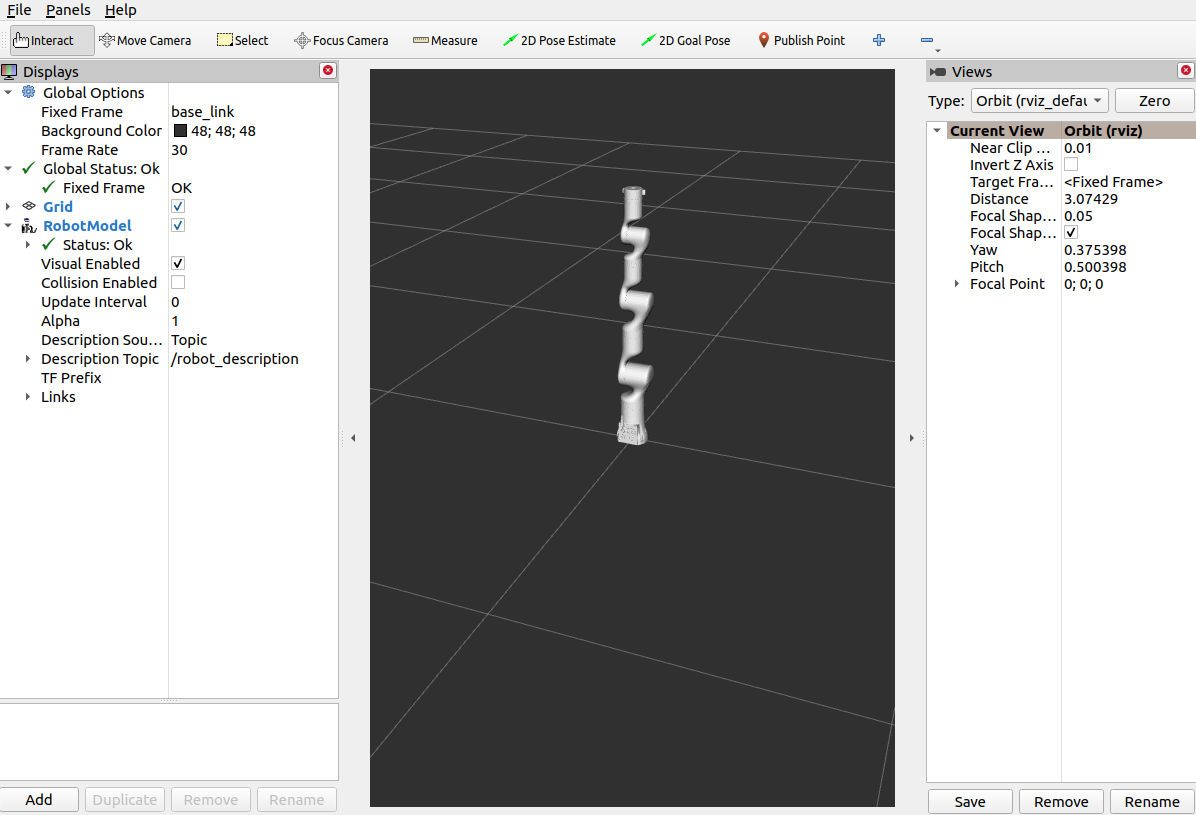 File Panels Help
Interact Move Camera Select Focus Camera Measure 2D Pose Estimate 2D Goal Pose Publish Point
Displays
Global Options
Fixed Frame base_link
Background Color 48; 48; 48
Frame Rate 30
Global Status: Ok
Fixed Frame OK
Grid
RobotModel
Status: Ok
Visual Enabled
Collision Enabled
Update Interval 0
Alpha 1
Description Sou... Topic
Description Topic /robot_description
TF Prefix
Links
Add Duplicate Remove Rename
Views
Type: Orbit (rviz_defau Zero
Current View Orbit (rviz)
Near Clip ... 0.01
Invert Z Axis
Target Fra... <Fixed Frame>
Distance 3.07429
Focal Shap... 0.05
Focal Shap...
Yaw 0.375398
Pitch 0.500398
Focal Point 0; 0; 0
Save Remove Rename